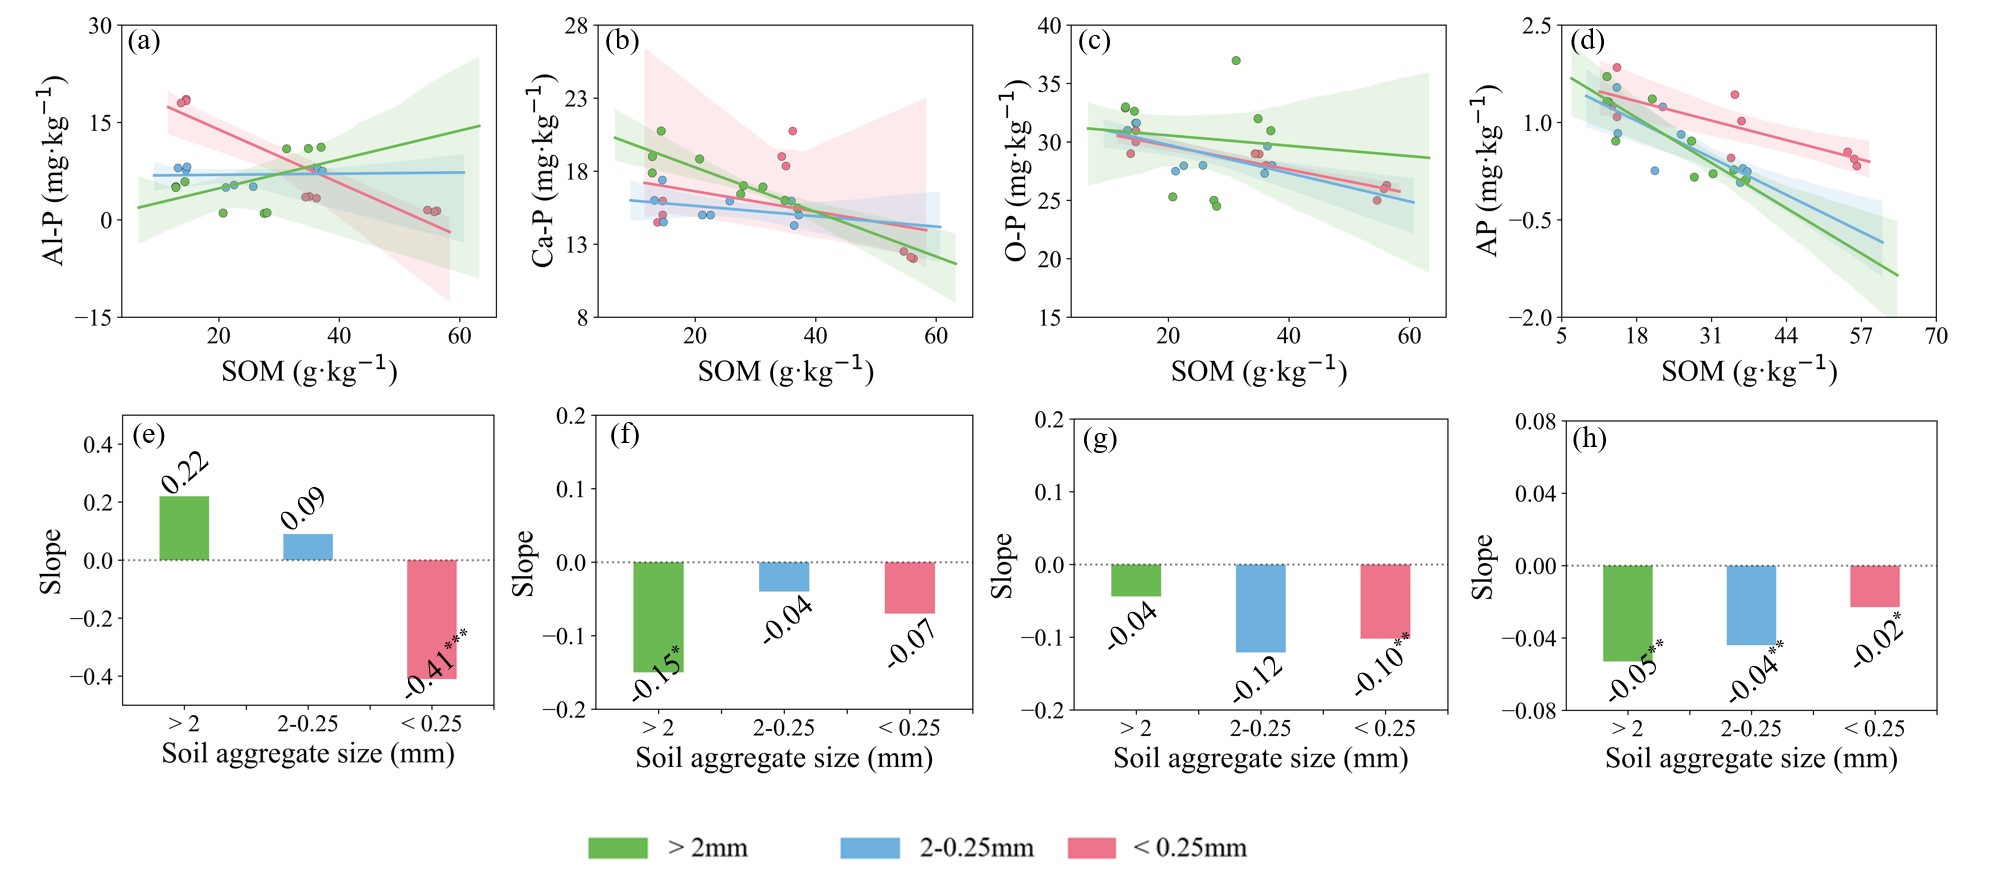 (a)
30
15
0
−15
20 40 60
Al-P (mg·kg⁻¹)
SOM (g·kg⁻¹)
(b)
28
23
18
13
8
20 40 60
Ca-P (mg·kg⁻¹)
SOM (g·kg⁻¹)
(c)
40
35
30
25
20
15
20 40 60
O-P (mg·kg⁻¹)
SOM (g·kg⁻¹)
(d)
2.5
1.0
−0.5
−2.0
5 18 31 44 57 70
AP (mg·kg⁻¹)
SOM (g·kg⁻¹)
(e)
0.4
0.2
0.0
−0.2
−0.4
Slope
0.22
0.09
-0.41***
> 2 2-0.25 < 0.25
Soil aggregate size (mm)
(f)
0.2
0.1
0.0
−0.1
−0.2
Slope
-0.15*
-0.04
-0.07
> 2 2-0.25 < 0.25
Soil aggregate size (mm)
(g)
0.2
0.1
0.0
−0.1
−0.2
Slope
-0.04
-0.12
-0.10**
> 2 2-0.25 < 0.25
Soil aggregate size (mm)
(h)
0.08
0.04
0.00
−0.04
−0.08
Slope
-0.05**
-0.04**
-0.02*
> 2 2-0.25 < 0.25
Soil aggregate size (mm)
> 2mm 2-0.25mm < 0.25mm